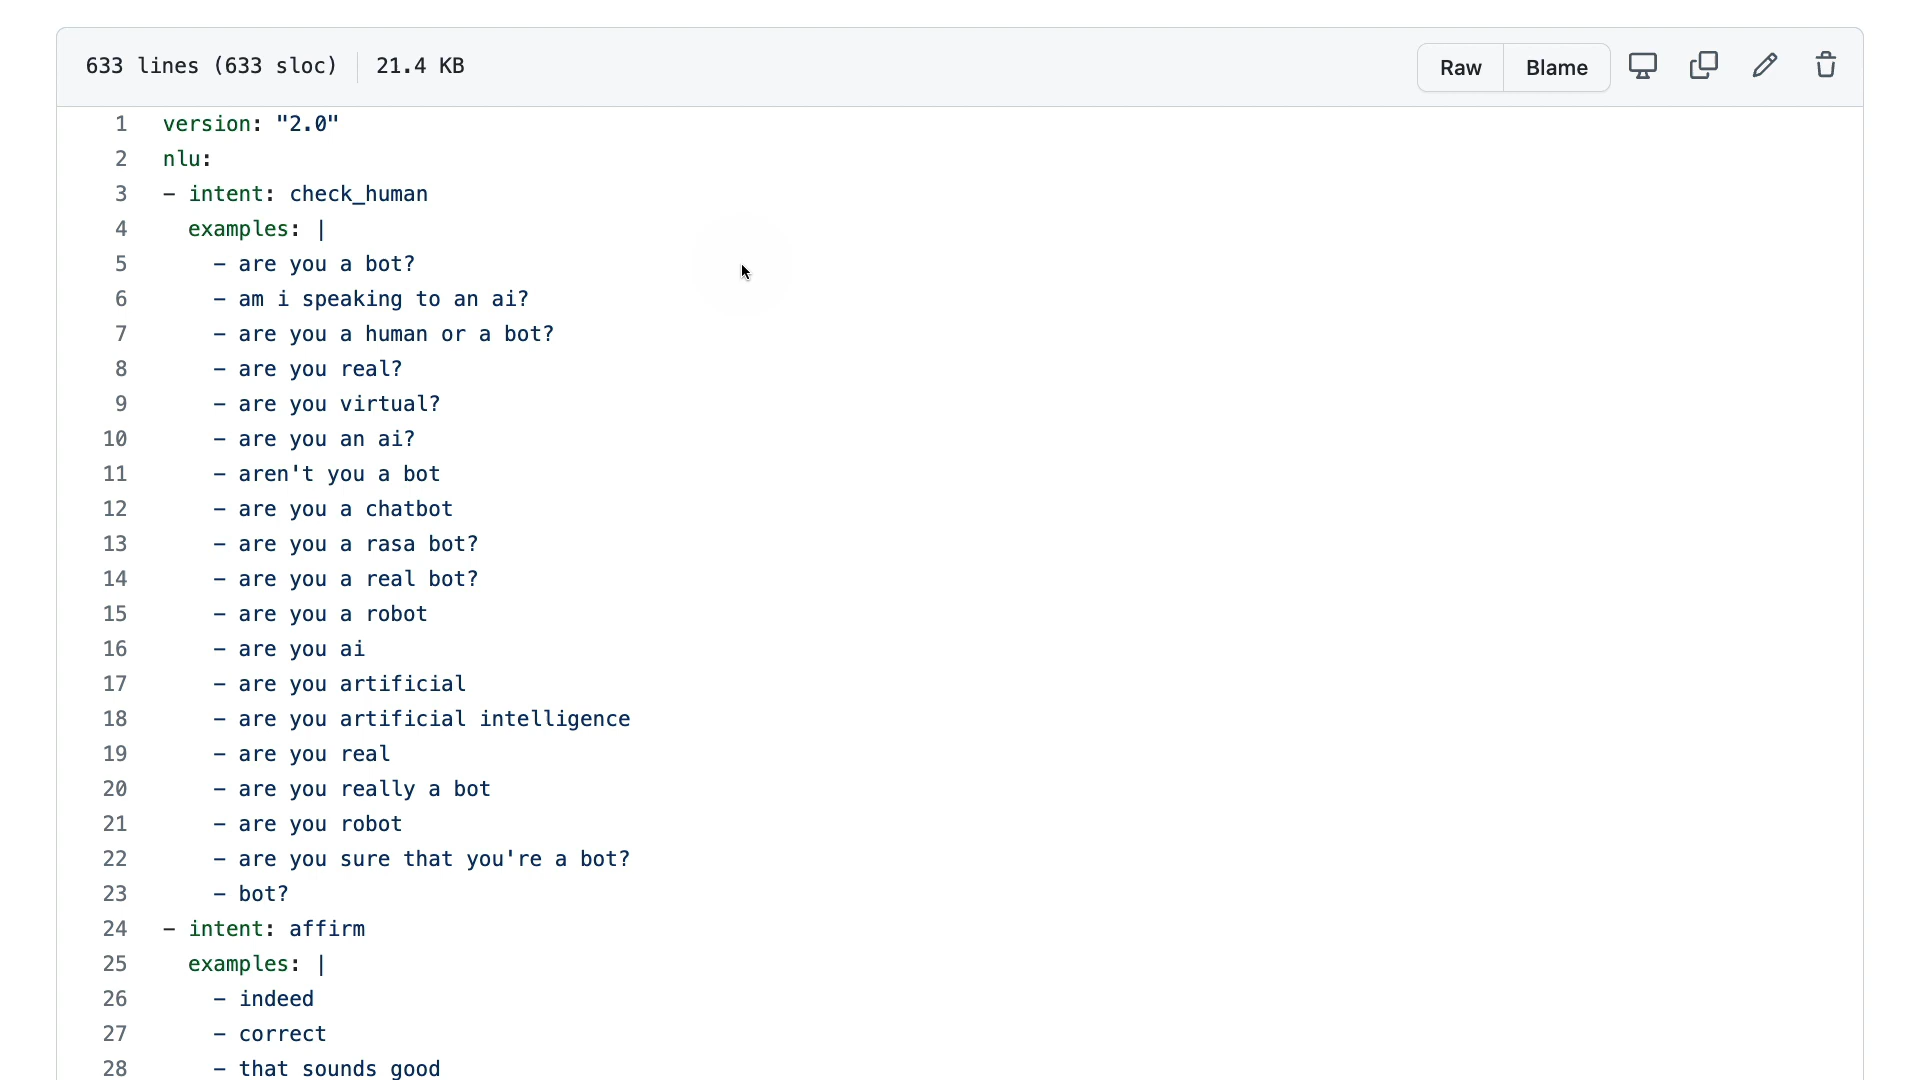 633 lines (633 sloc) 21.4 KB Raw Blame
1 version: "2.0"
2 nlu:
3 - intent: check_human
4 examples: |
5 - are you a bot?
6 - am i speaking to an ai?
7 - are you a human or a bot?
8 - are you real?
9 - are you virtual?
10 - are you an ai?
11 - aren't you a bot
12 - are you a chatbot
13 - are you a rasa bot?
14 - are you a real bot?
15 - are you a robot
16 - are you ai
17 - are you artificial
18 - are you artificial intelligence
19 - are you real
20 - are you really a bot
21 - are you robot
22 - are you sure that you're a bot?
23 - bot?
24 - intent: affirm
25 examples: |
26 - indeed
27 - correct
28 - that sounds good